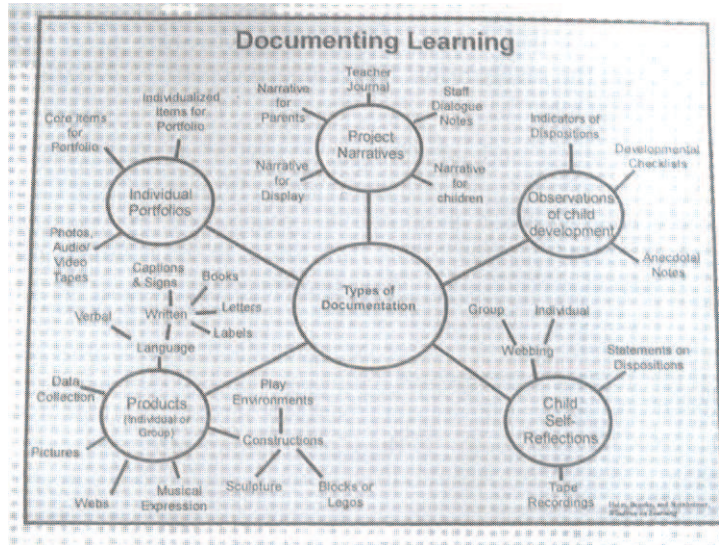 Documenting Learning
Core Items
for
Portfolio
Individualized
Items for
Portfolio
Individual
Portfolios
Photos,
Audio/
Video
Tapes
Narrative
for
Parents
Teacher
Journal
Staff
Dialogue
Notes
Project
Narratives
Narrative
for
Display
Narrative
for
children
Indicators of
Dispositions
Developmental
Checklists
Observations
of child
development
Anecdotal
Notes
Types of
Documentation
Captions
& Signs
Books
Written
Letters
Labels
Verbal
Language
Data
Collection
Products
(Individual or
Group)
Pictures
Webs
Musical
Expression
Play
Environments
Constructions
Sculpture
Blocks or
Legos
Group
Individual
Webbing
Statements on
Dispositions
Child
Self-
Reflections
Tape
Recordings